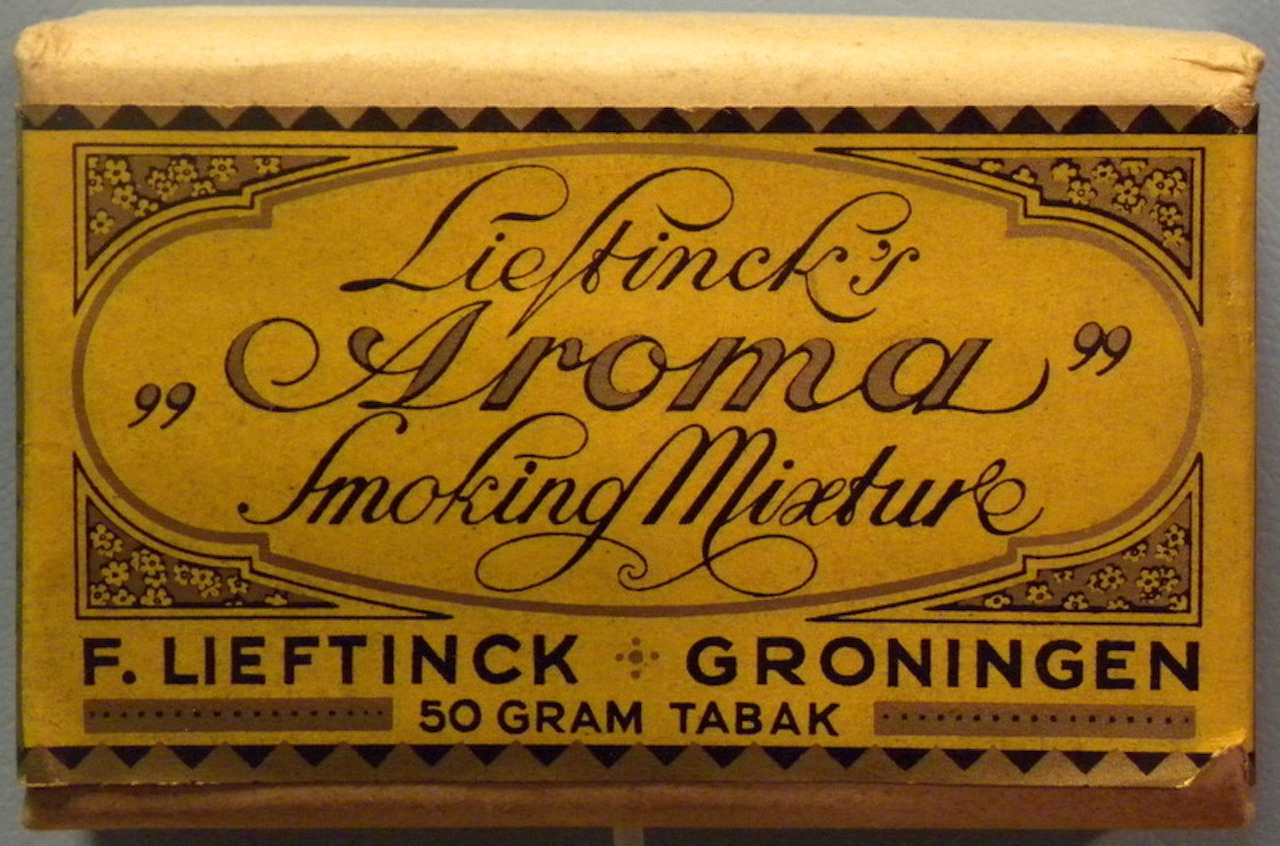 Lieftinck's
„Aroma”
Smoking Mixture
F. LIEFTINCK GRONINGEN
50 GRAM TABAK